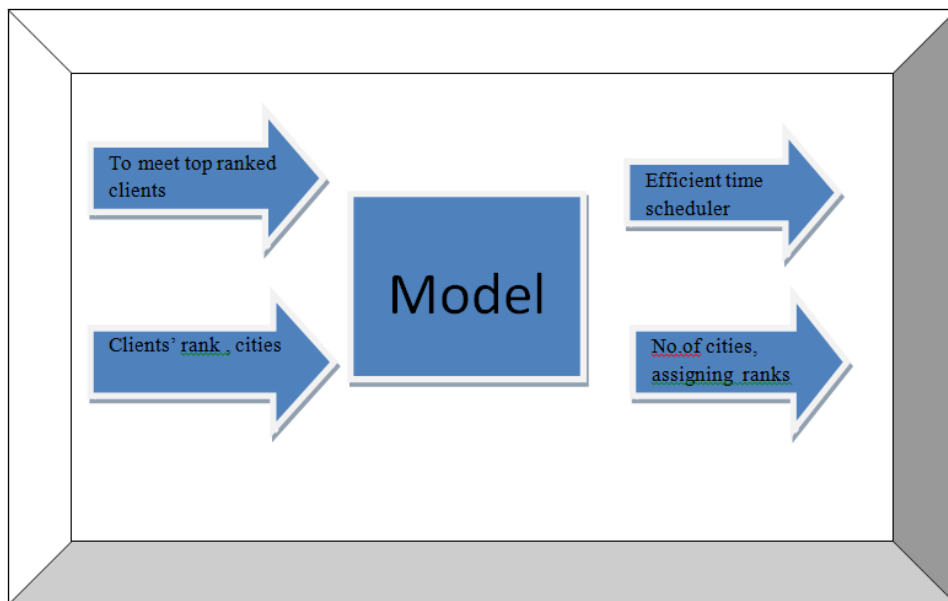 To meet top ranked
clients
Clients’ rank , cities
Model
Efficient time
scheduler
No.of cities,
assigning ranks